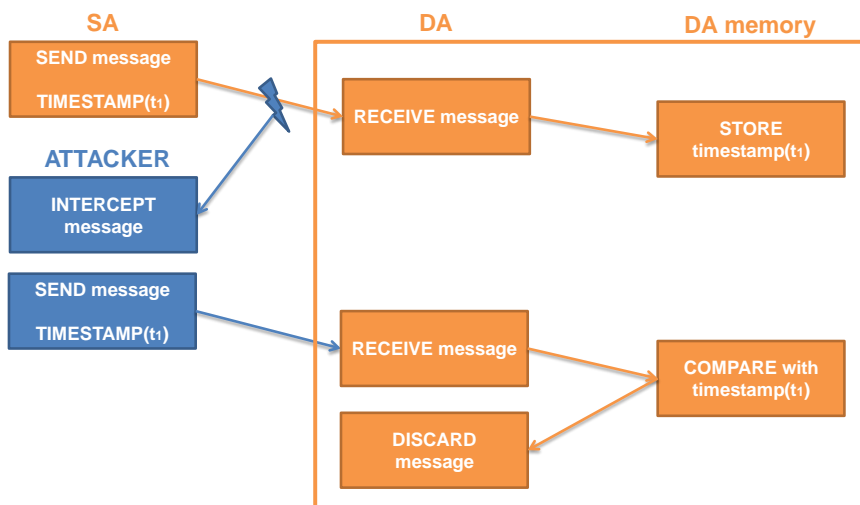 SA
DA
DA memory
SEND message
TIMESTAMP(t₁)
RECEIVE message
STORE
timestamp(t₁)
ATTACKER
INTERCEPT
message
SEND message
TIMESTAMP(t₁)
RECEIVE message
COMPARE with
timestamp(t₁)
DISCARD
message